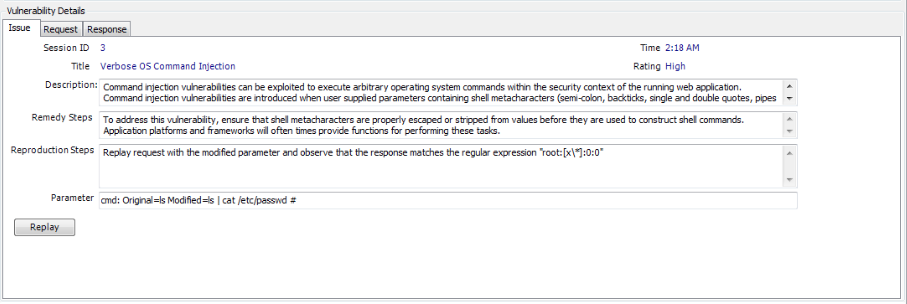 Vulnerability Details
Issue Request Response
Session ID 3 Time 2:18 AM
Title Verbose OS Command Injection Rating High
Description: Command injection vulnerabilities can be exploited to execute arbitrary operating system commands within the security context of the running web application.
Command injection vulnerabilities are introduced when user supplied parameters containing shell metacharacters (semi-colon, backticks, single and double quotes, pipes
Remedy Steps To address this vulnerability, ensure that shell metacharacters are properly escaped or stripped from values before they are used to construct shell commands.
Application platforms and frameworks will often times provide functions for performing these tasks.
Reproduction Steps Replay request with the modified parameter and observe that the response matches the regular expression "root:[x\*]:0:0"
Parameter cmd: Original=ls Modified=ls | cat /etc/passwd #
Replay